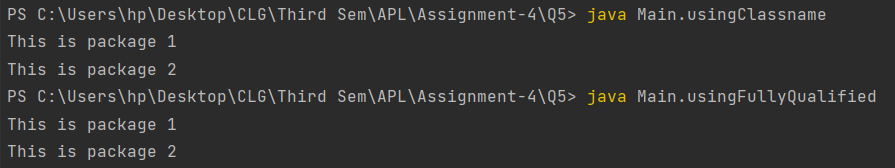 PS C:\Users\hp\Desktop\CLG\Third Sem\APL\Assignment-4\Q5> java Main.usingClassname
This is package 1
This is package 2
PS C:\Users\hp\Desktop\CLG\Third Sem\APL\Assignment-4\Q5> java Main.usingFullyQualified
This is package 1
This is package 2